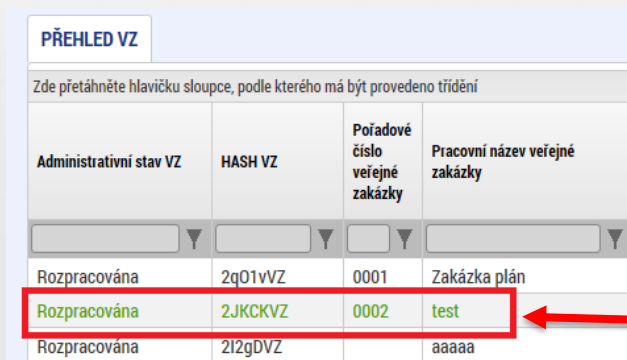 PŘEHLED VZ
Zde přetáhněte hlavičku sloupce, podle kterého má být provedeno třídění
Administrativní stav VZ HASH VZ Pořadové číslo veřejné zakázky Pracovní název veřejné zakázky
Rozpracována 2qO1vVZ 0001 Zakázka plán
Rozpracována 2JKCKVZ 0002 test
Rozpracována 2I2gDVZ aaaaa